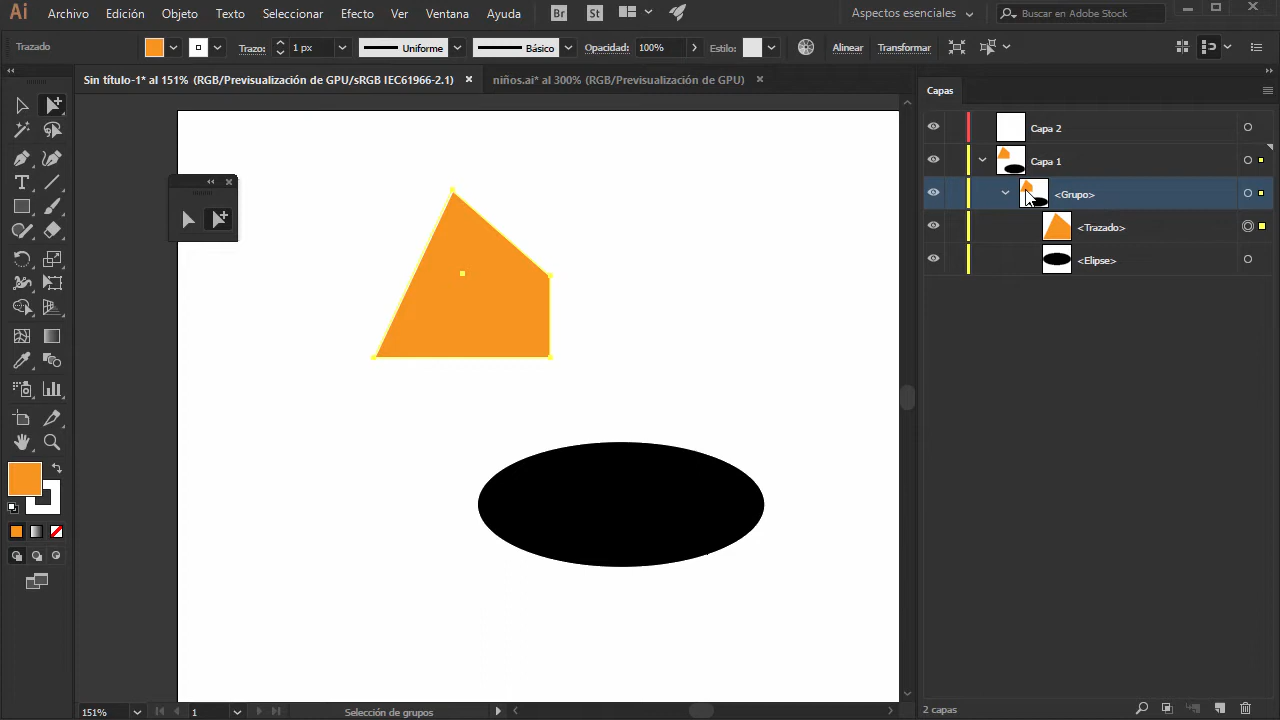 Ai Archivo Edición Objeto Texto Seleccionar Efecto Ver Ventana Ayuda Br St Aspectos esenciales Buscar en Adobe Stock
Trazado Trazo: 1 px Uniforme Básico Opacidad: 100% Estilo: Alinear Transformar
Sin título-1* al 151% (RGB/Previsualización de GPU/sRGB IEC61966-2.1) × niños.ai* al 300% (RGB/Previsualización de GPU) ×
Capas
Capa 2
Capa 1
<Grupo>
<Trazado>
<Elipse>
151% 1 Selección de grupos 2 capas